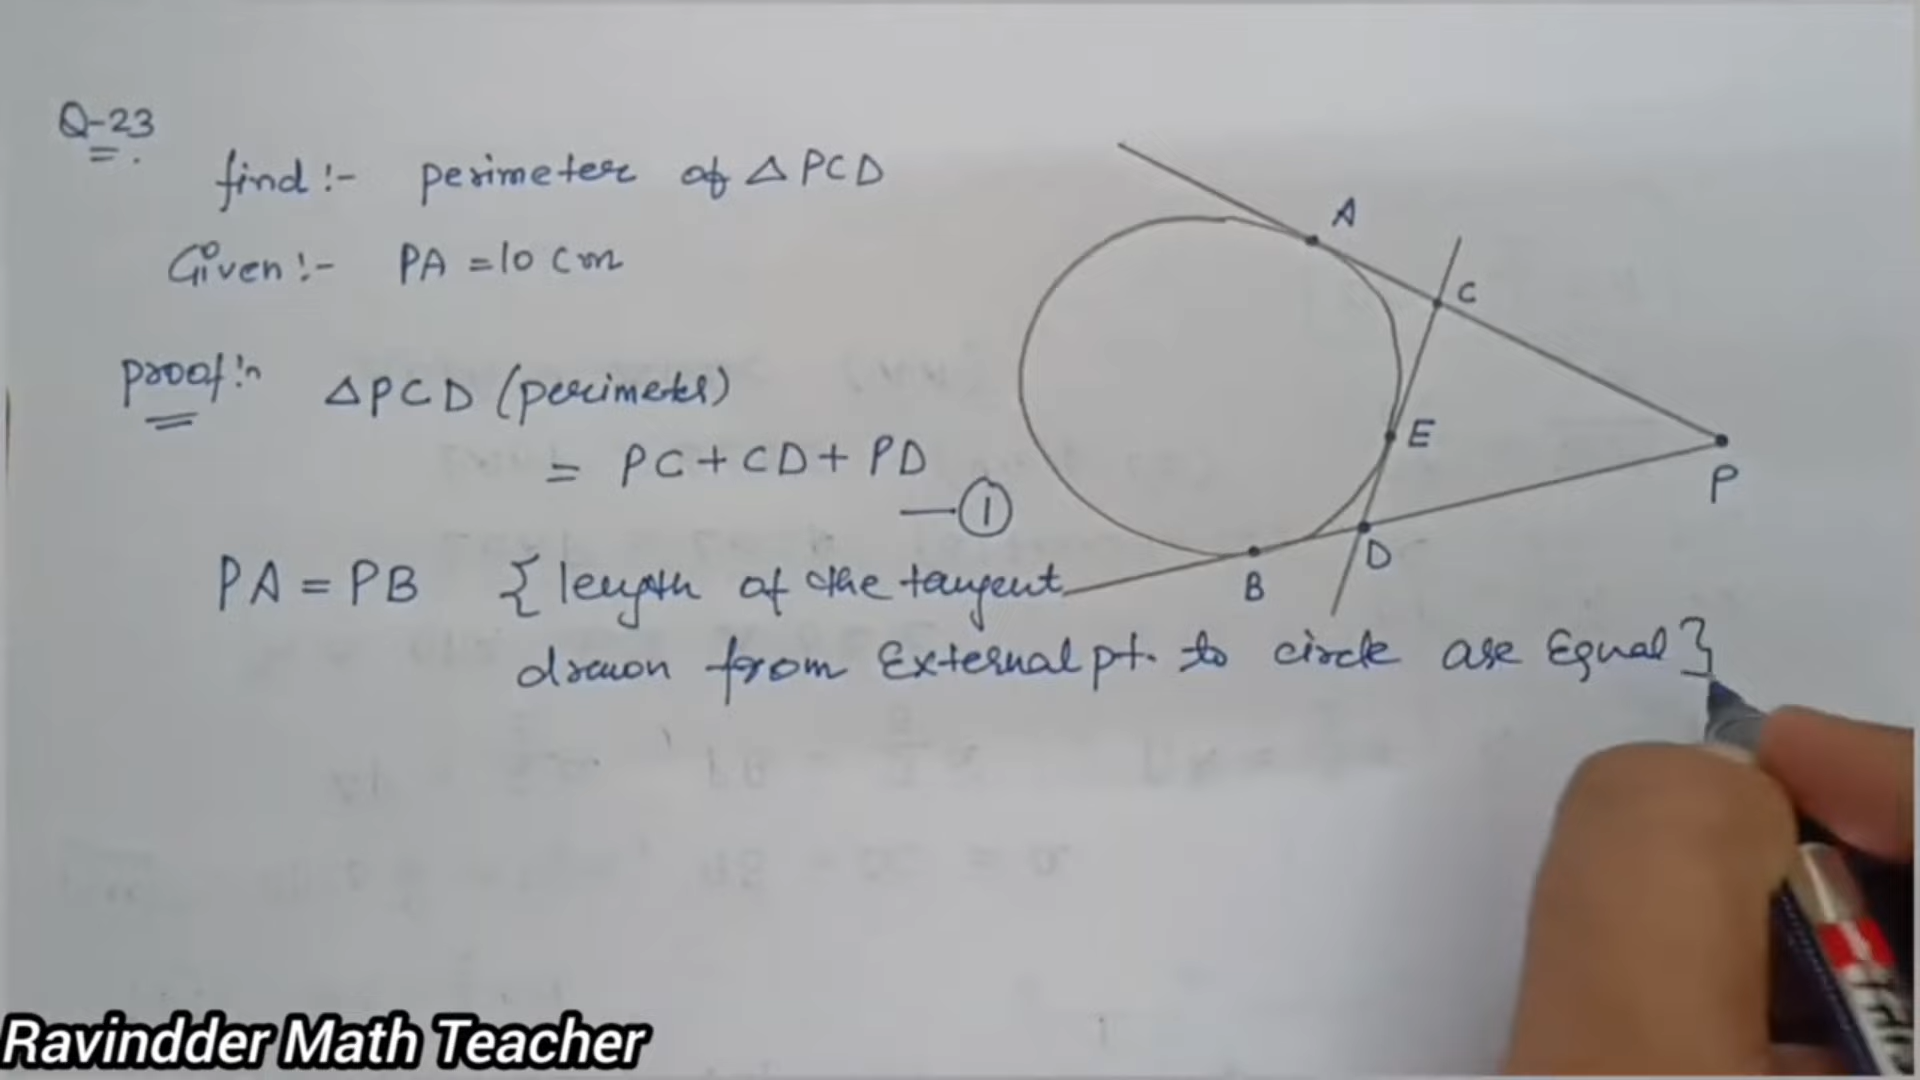 Q-23
find :- perimeter of △ PCD
Given :- PA = 10 cm
proof :- △PCD (perimeter)
= PC + CD + PD
—①
PA = PB { length of the tangent
drawon from External pt. to circle are Equal }
A
C
E
P
D
B
Ravindder Math Teacher